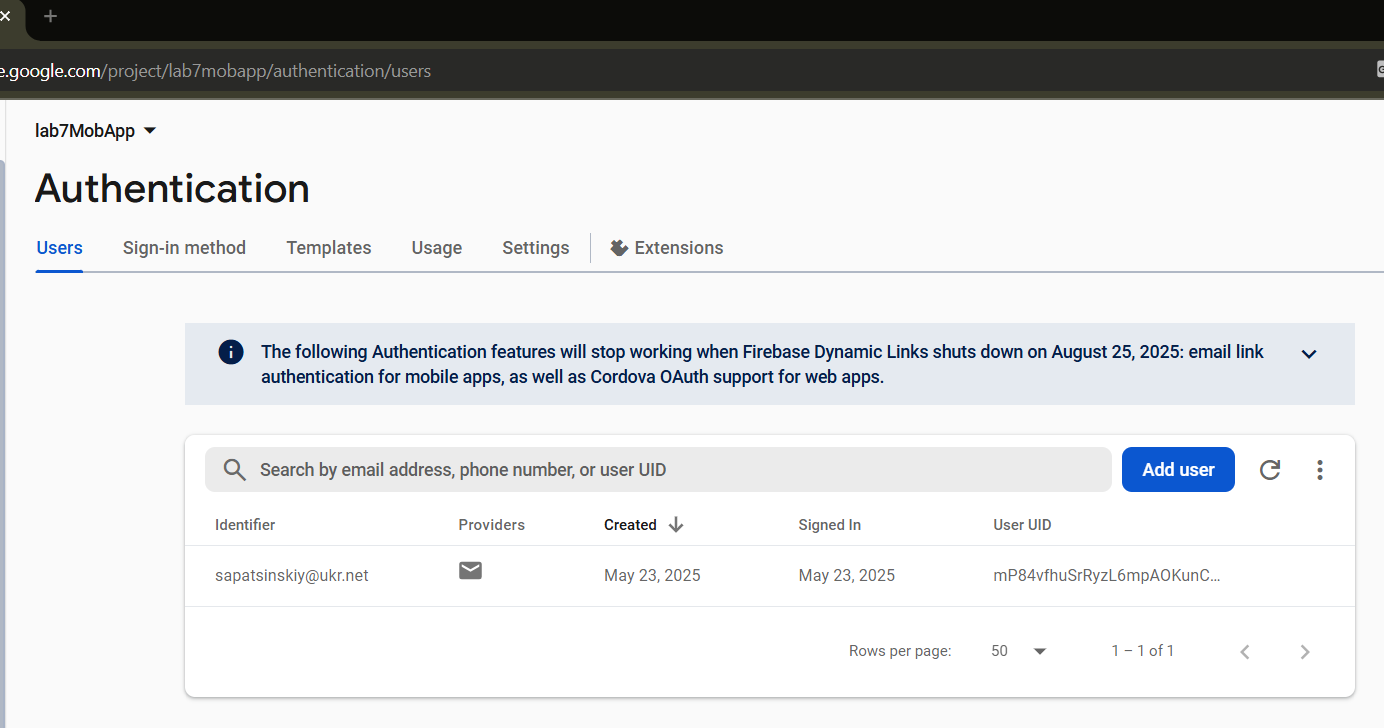 e.google.com/project/lab7mobapp/authentication/users
lab7MobApp
Authentication
Users Sign-in method Templates Usage Settings Extensions
The following Authentication features will stop working when Firebase Dynamic Links shuts down on August 25, 2025: email link
authentication for mobile apps, as well as Cordova OAuth support for web apps.
Search by email address, phone number, or user UID Add user
Identifier Providers Created Signed In User UID
sapatsinskiy@ukr.net May 23, 2025 May 23, 2025 mP84vfhuSrRyzL6mpAOKunC...
Rows per page: 50 1 – 1 of 1